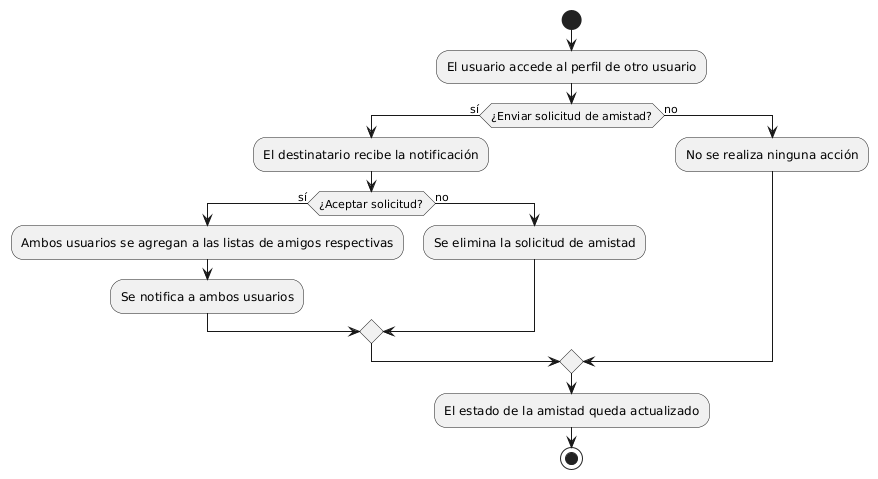 El usuario accede al perfil de otro usuario
sí
¿Enviar solicitud de amistad?
no
El destinatario recibe la notificación
No se realiza ninguna acción
sí
¿Aceptar solicitud?
no
Ambos usuarios se agregan a las listas de amigos respectivas
Se elimina la solicitud de amistad
Se notifica a ambos usuarios
El estado de la amistad queda actualizado